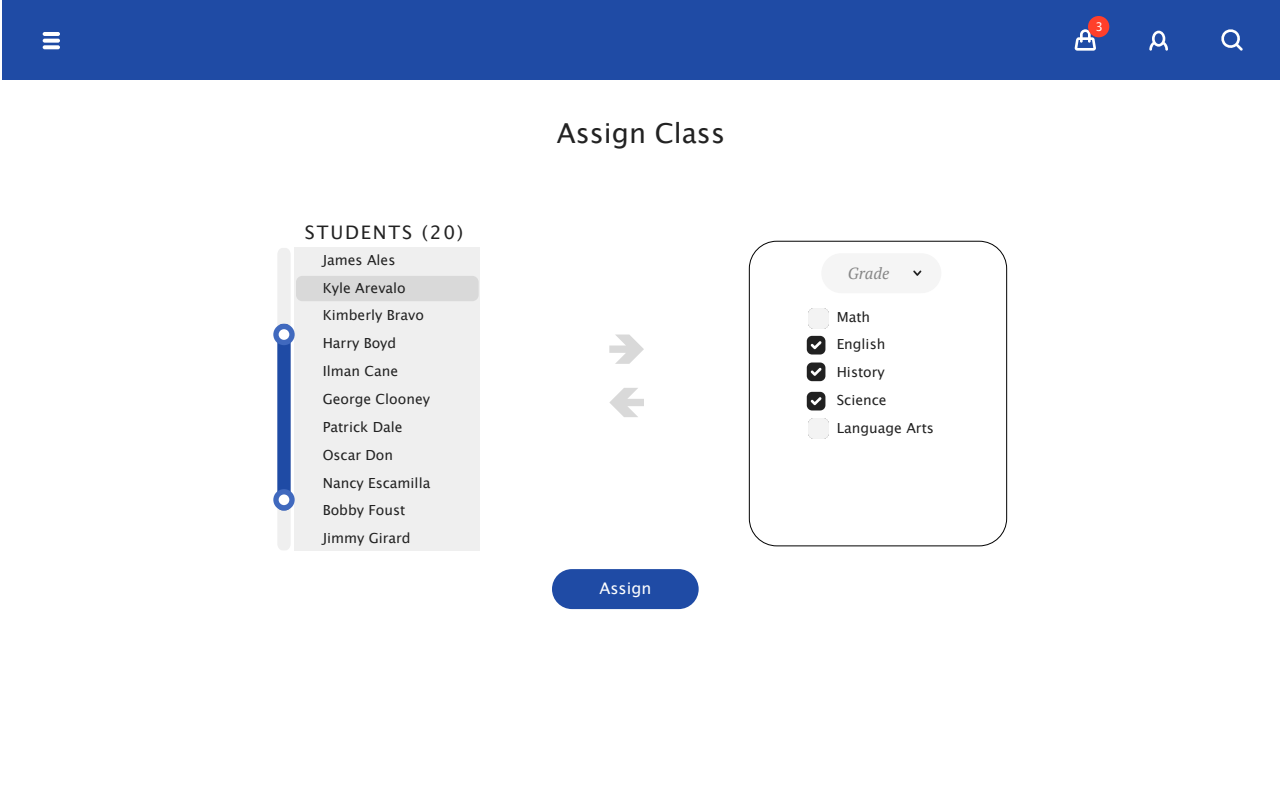 3
Assign Class
STUDENTS (20)
James Ales
Kyle Arevalo
Kimberly Bravo
Harry Boyd
Ilman Cane
George Clooney
Patrick Dale
Oscar Don
Nancy Escamilla
Bobby Foust
Jimmy Girard
Grade
Math
English
History
Science
Language Arts
Assign